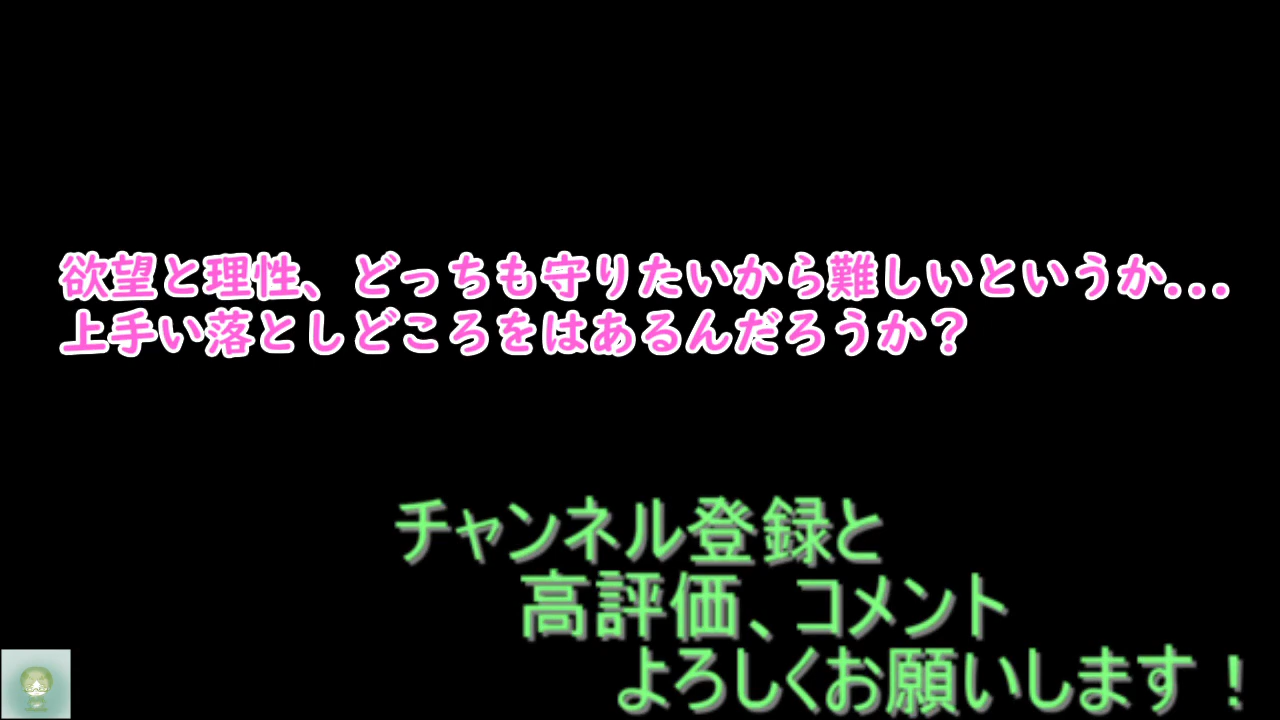 欲望と理性、どっちも守りたいから難しいというか...
上手い落としどころをはあるんだろうか？
チャンネル登録と
高評価、コメント
よろしくお願いします！